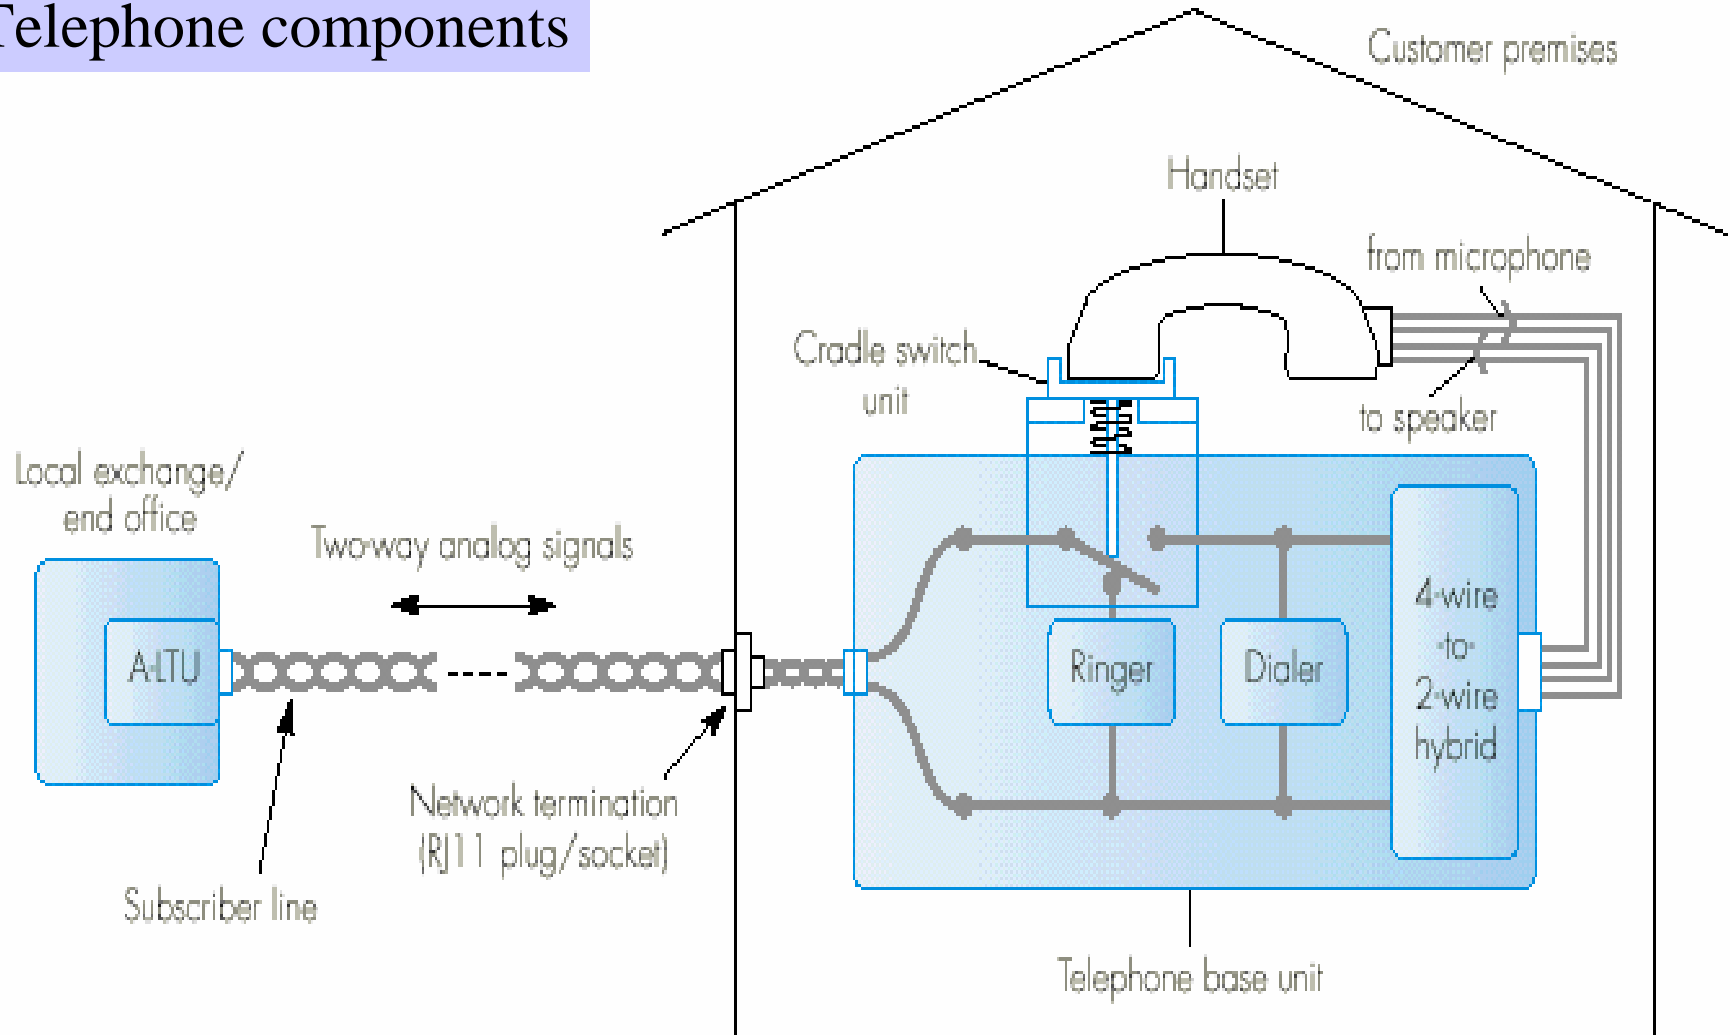 Telephone components
Customer premises
Handset
from microphone
Cradle switch
unit
to speaker
Local exchange/
end office
Two-way analog signals
A-LTU
Ringer
Dialer
4-wire
-to-
2-wire
hybrid
Network termination
(RJ11 plug/socket)
Subscriber line
Telephone base unit